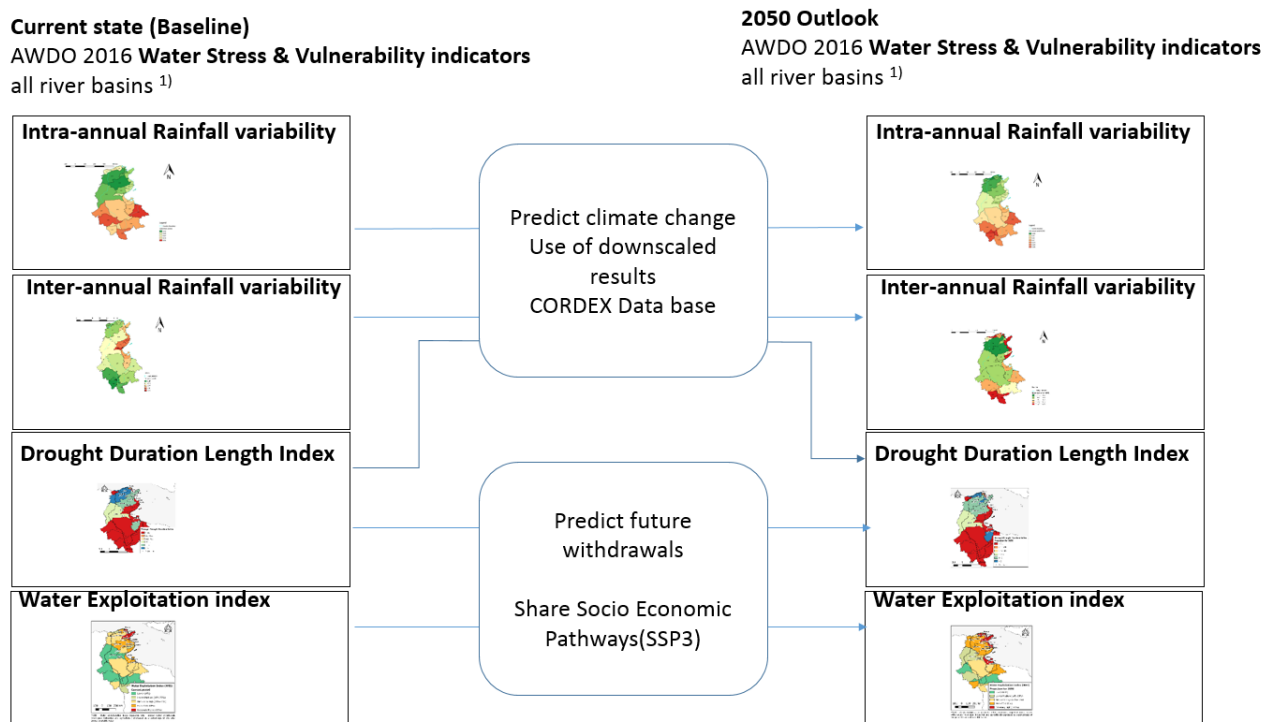 Current state (Baseline)
AWDO 2016 Water Stress & Vulnerability indicators
all river basins 1)
2050 Outlook
AWDO 2016 Water Stress & Vulnerability indicators
all river basins 1)
Intra-annual Rainfall variability
Inter-annual Rainfall variability
Drought Duration Length Index
Water Exploitation index
Predict climate change
Use of downscaled
results
CORDEX Data base
Predict future
withdrawals
Share Socio Economic
Pathways(SSP3)
Intra-annual Rainfall variability
Inter-annual Rainfall variability
Drought Duration Length Index
Water Exploitation index